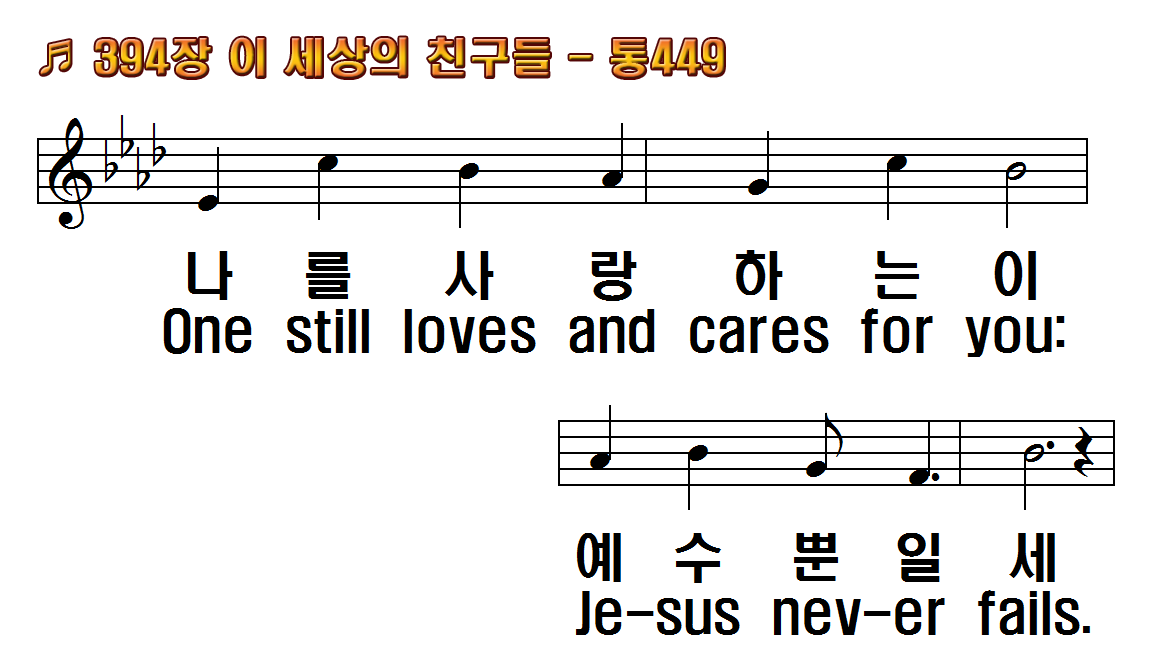 ♬ 394장 이 세상의 친구들 - 통449
나 를 사 랑 하 는 이
One still loves and cares for you:
예 수 뿐 일 세
Je-sus nev-er fails.